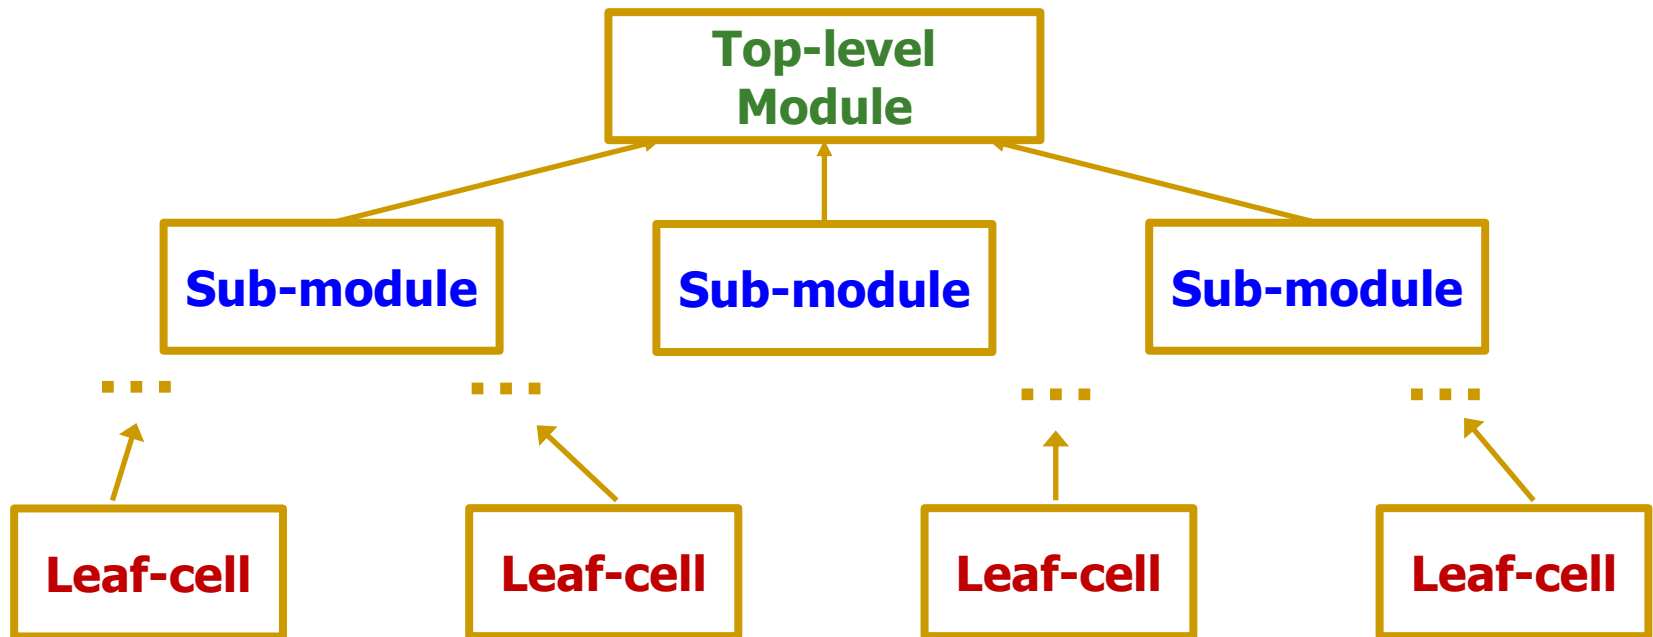 Top-level
Module
Sub-module
Sub-module
Sub-module
...
...
...
...
Leaf-cell
Leaf-cell
Leaf-cell
Leaf-cell